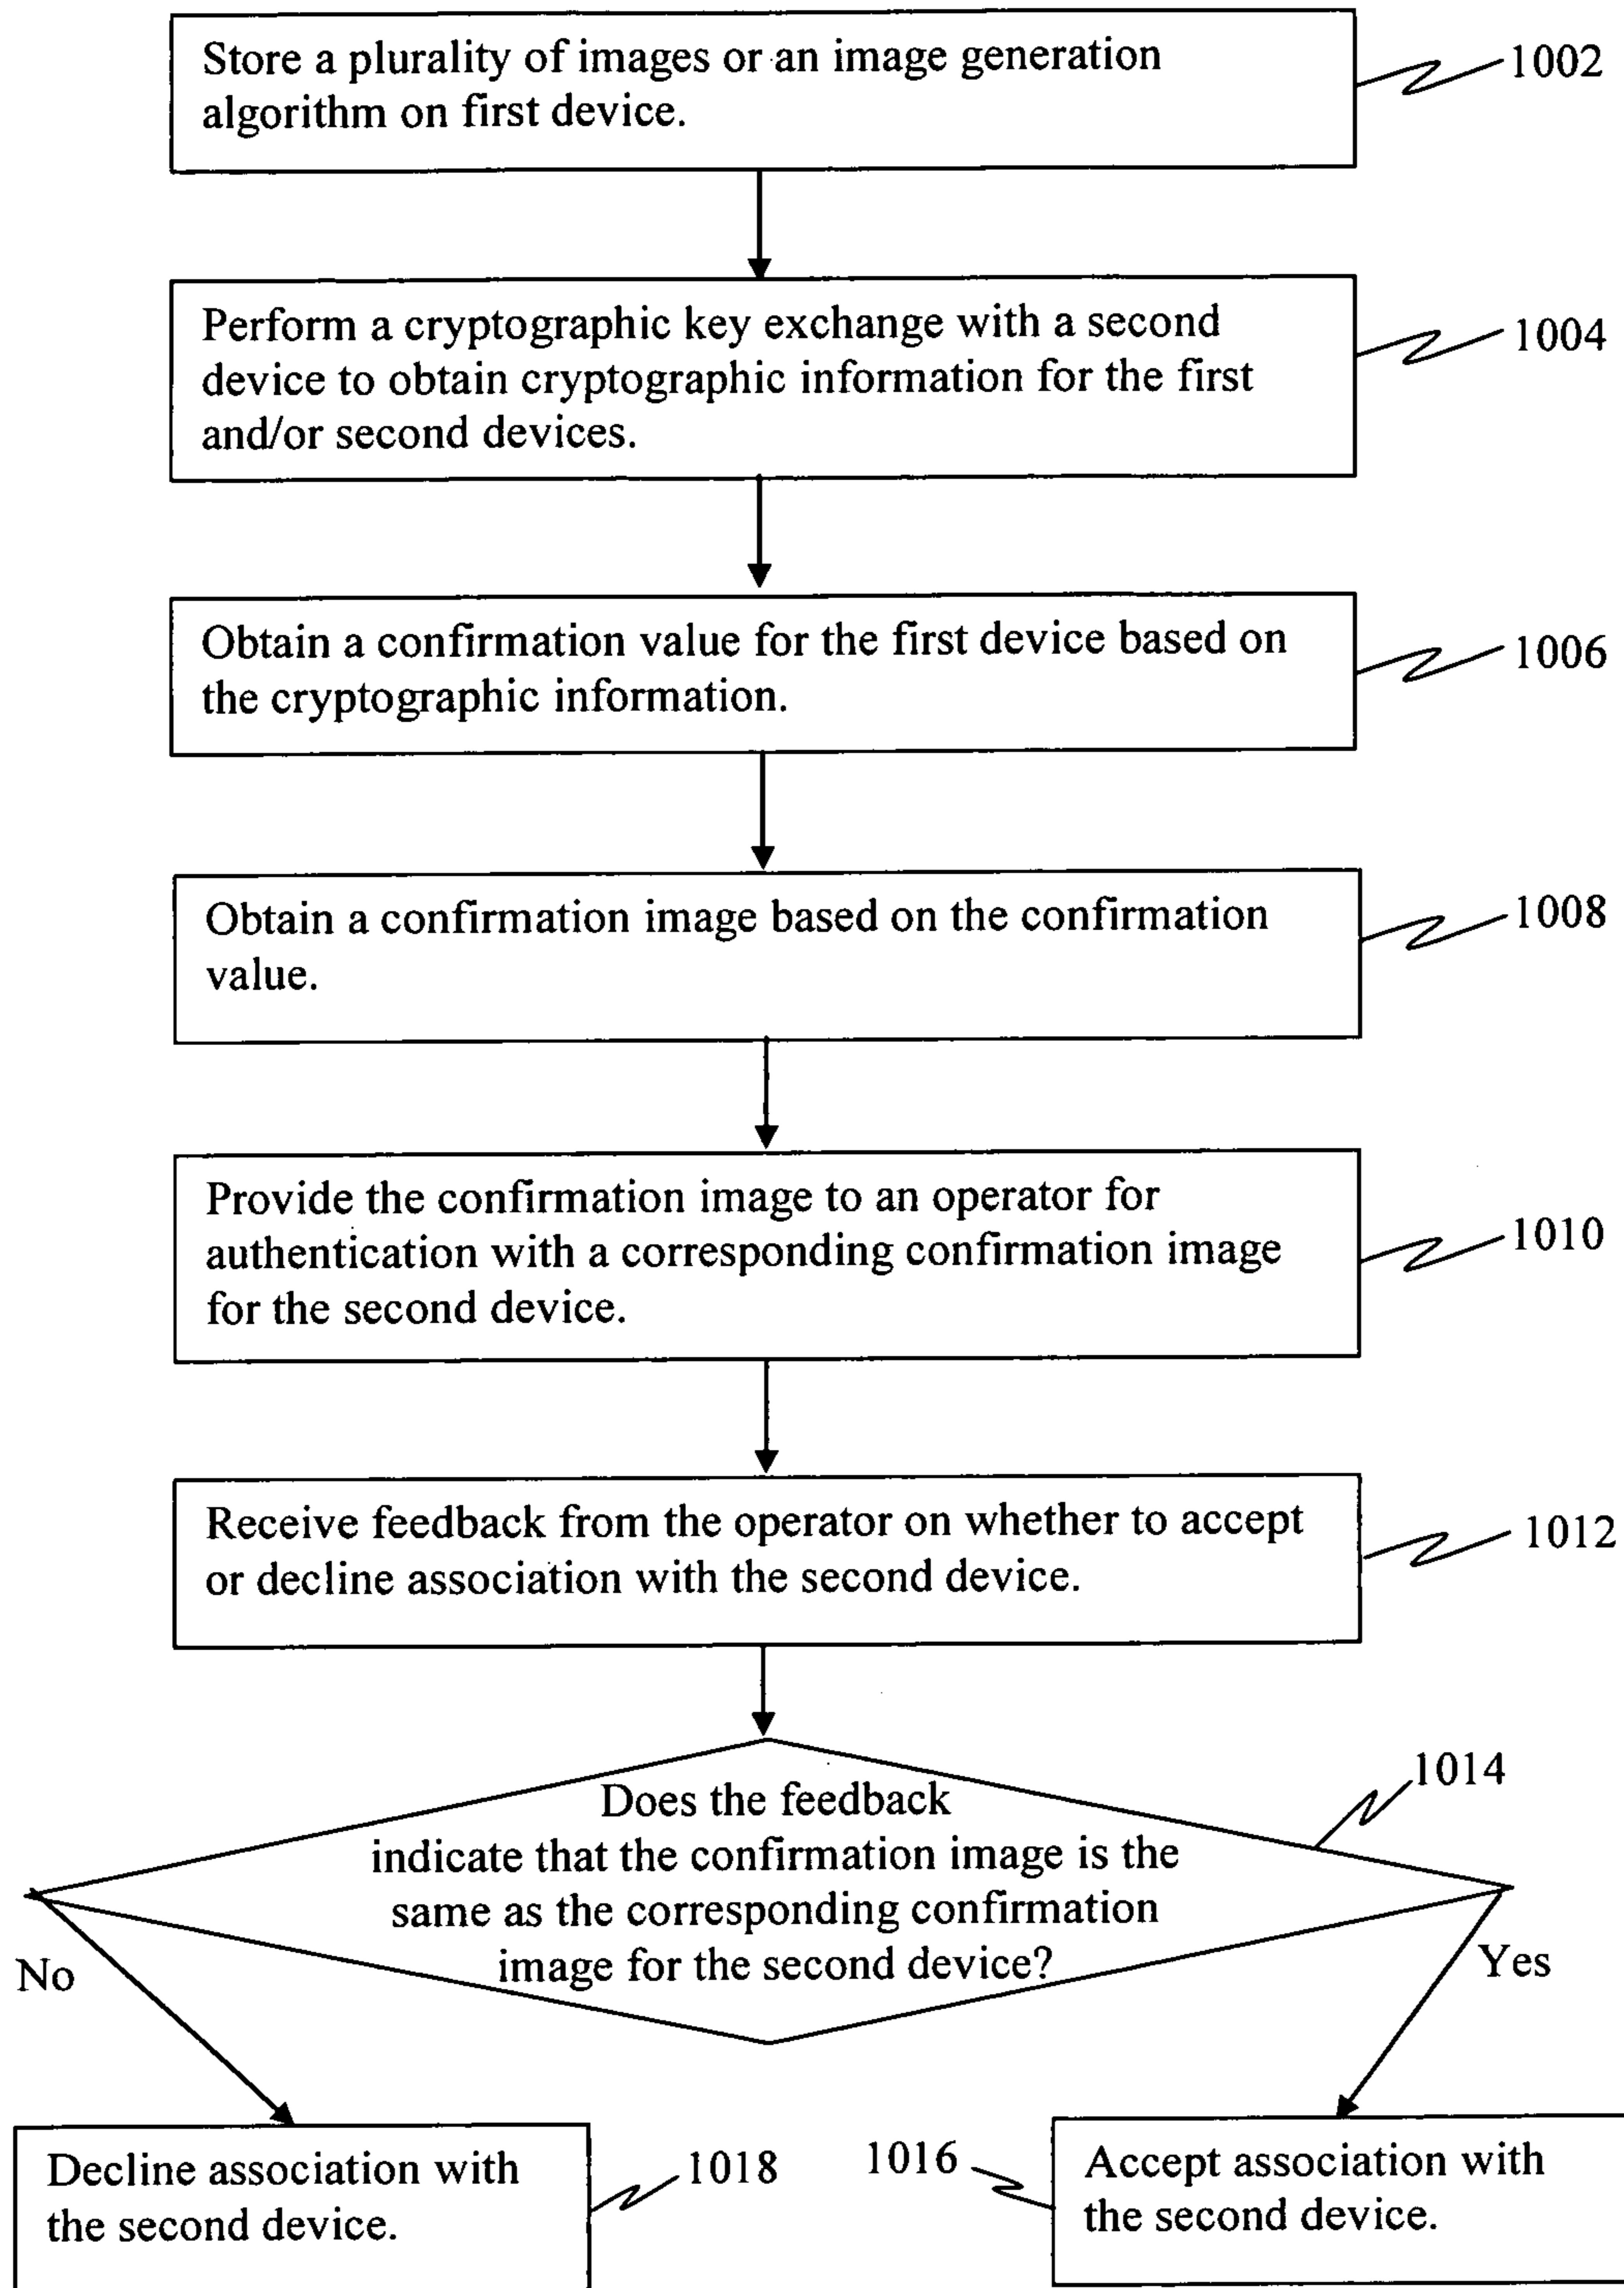 Store a plurality of images or an image generation
algorithm on first device.
1002
Perform a cryptographic key exchange with a second
device to obtain cryptographic information for the first
and/or second devices.
1004
Obtain a confirmation value for the first device based on
the cryptographic information.
1006
Obtain a confirmation image based on the confirmation
value.
1008
Provide the confirmation image to an operator for
authentication with a corresponding confirmation image
for the second device.
1010
Receive feedback from the operator on whether to accept
or decline association with the second device.
1012
Does the feedback
indicate that the confirmation image is the
same as the corresponding confirmation
image for the second device?
1014
No
Yes
Decline association with
the second device.
1018
1016
Accept association with
the second device.